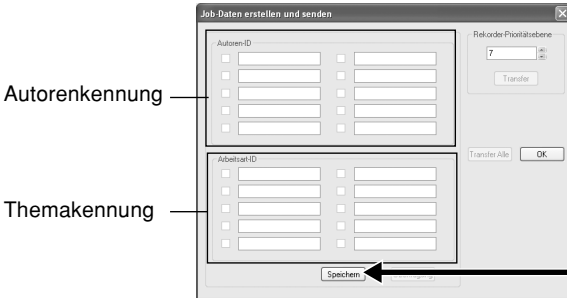 Job-Daten erstellen und senden
Autoren-ID
Rekorder-Prioritätsebene
7
Transfer
Autorenkennung
Transfer Alle
OK
Arbeitsart-ID
Themakennung
Speichern